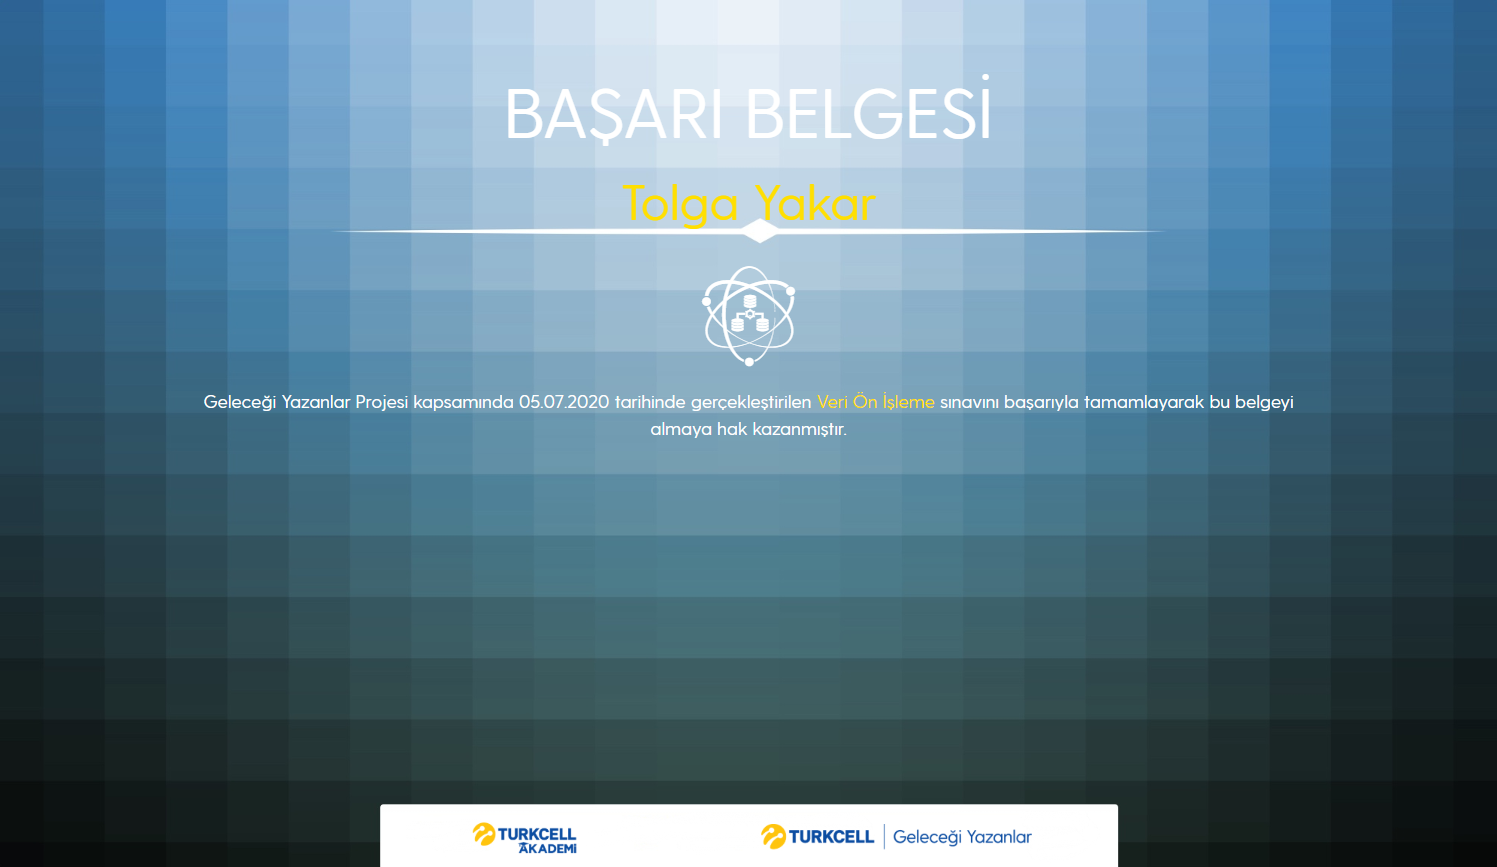 BAŞARI BELGESİ
Tolga Yakar
Geleceği Yazanlar Projesi kapsamında 05.07.2020 tarihinde gerçekleştirilen Veri Ön İşleme sınavını başarıyla tamamlayarak bu belgeyi
almaya hak kazanmıştır.
TURKCELL
AKADEMİ
TURKCELL | Geleceği Yazanlar